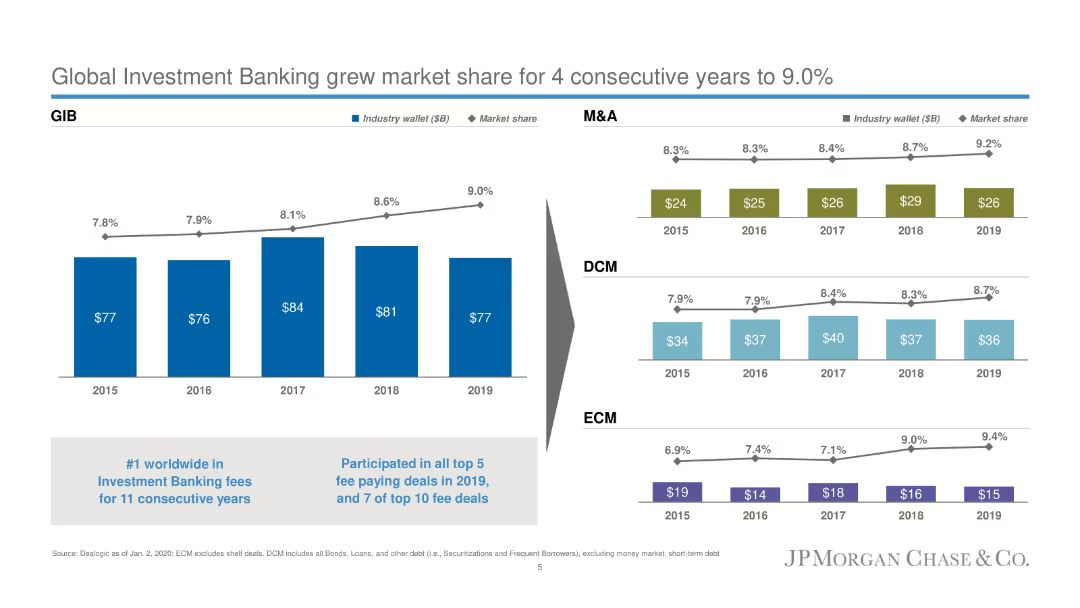 Global Investment Banking grew market share for 4 consecutive years to 9.0%
GIB
Industry wallet ($B) Market share
7.8% 7.9% 8.1% 8.6% 9.0%
$77 $76 $84 $81 $77
2015 2016 2017 2018 2019
#1 worldwide in
Investment Banking fees
for 11 consecutive years
Participated in all top 5
fee paying deals in 2019,
and 7 of top 10 fee deals
M&A
Industry wallet ($B) Market share
8.3% 8.3% 8.4% 8.7% 9.2%
$24 $25 $26 $29 $26
2015 2016 2017 2018 2019
DCM
7.9% 7.9% 8.4% 8.3% 8.7%
$34 $37 $40 $37 $36
2015 2016 2017 2018 2019
ECM
6.9% 7.4% 7.1% 9.0% 9.4%
$19 $14 $18 $16 $15
2015 2016 2017 2018 2019
Source: Dealogic as of Jan. 2, 2020; ECM excludes shelf deals. DCM includes all Bonds, Loans, and other debt (i.e., Securitizations and Frequent Borrowers), excluding money market, short-term debt
JPMORGAN CHASE & CO.
5